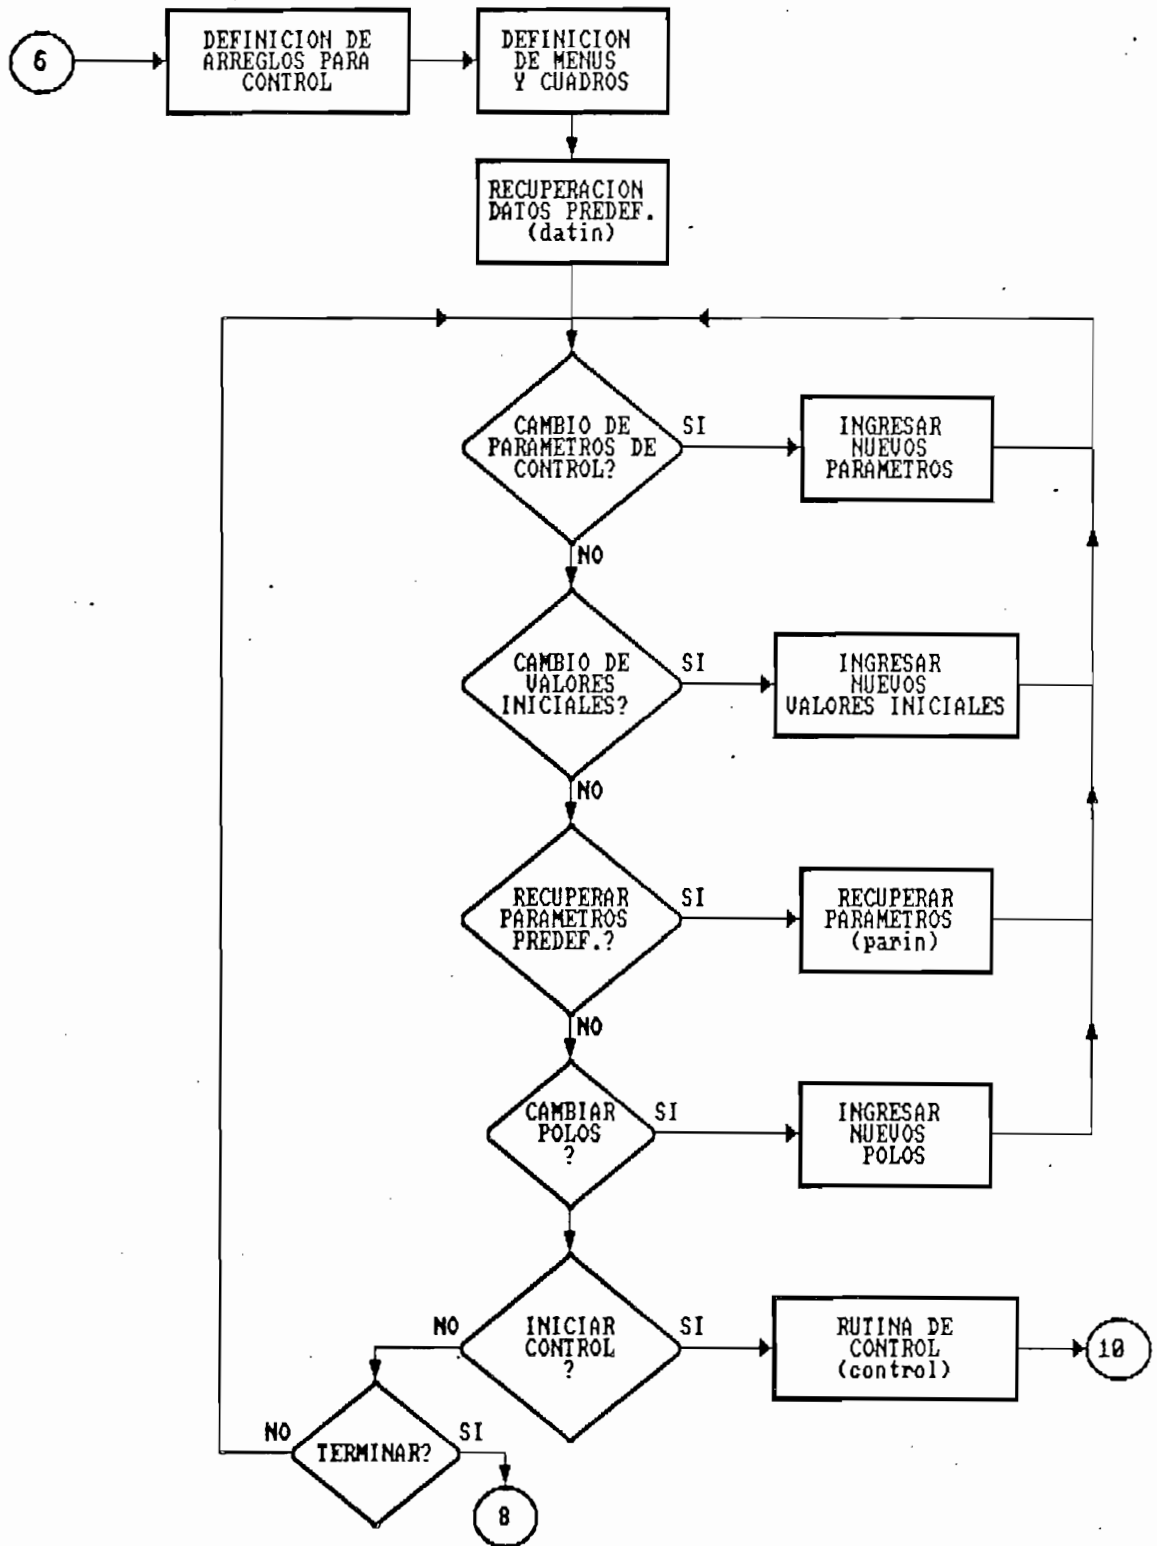 6
DEFINICION DE
ARREGLOS PARA
CONTROL
DEFINICION
DE MENUS
Y CUADROS
RECUPERACION
DATOS PREDEF.
(datin)
CAMBIO DE
PARAMETROS DE
CONTROL?
SI
INGRESAR
NUEVOS
PARAMETROS
NO
CAMBIO DE
VALORES
INICIALES?
SI
INGRESAR
NUEVOS
VALORES INICIALES
NO
RECUPERAR
PARAMETROS
PREDEF.?
SI
RECUPERAR
PARAMETROS
(parin)
NO
CAMBIAR
POLOS
?
SI
INGRESAR
NUEVOS
POLOS
NO
INICIAR
CONTROL
?
SI
RUTINA DE
CONTROL
(control)
10
NO
TERMINAR?
SI
8